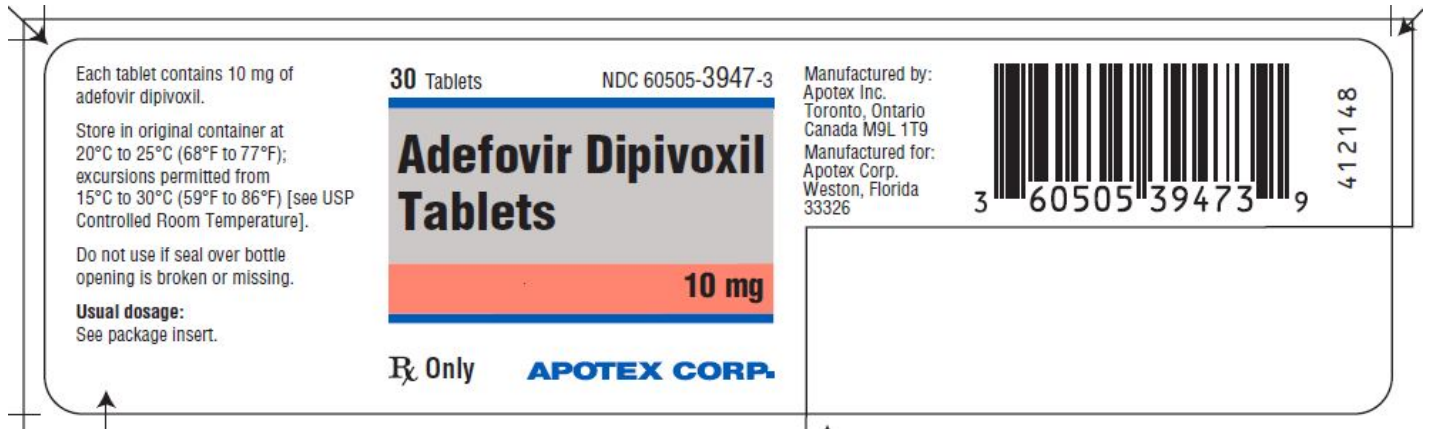 Each tablet contains 10 mg of
adefovir dipivoxil.
Store in original container at
20°C to 25°C (68°F to 77°F);
excursions permitted from
15°C to 30°C (59°F to 86°F) [see USP
Controlled Room Temperature].
Do not use if seal over bottle
opening is broken or missing.
Usual dosage:
See package insert.
30 Tablets NDC 60505-3947-3
Adefovir Dipivoxil
Tablets
10 mg
℞ Only APOTEX CORP.
Manufactured by:
Apotex Inc.
Toronto, Ontario
Canada M9L 1T9
Manufactured for:
Apotex Corp.
Weston, Florida
33326
3 60505 39473 9
412148